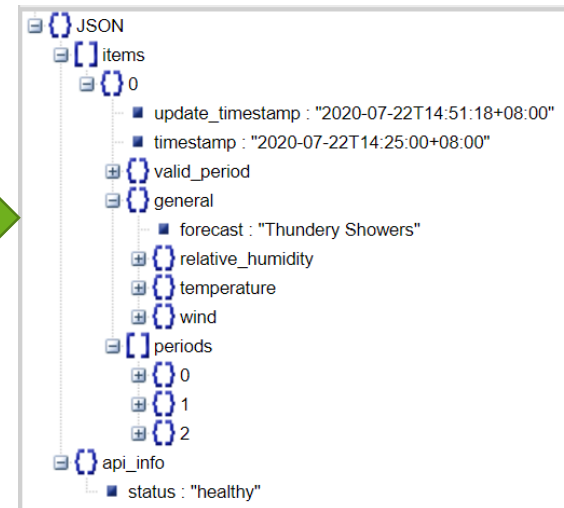 {} JSON
[] items
{} 0
update_timestamp : "2020-07-22T14:51:18+08:00"
timestamp : "2020-07-22T14:25:00+08:00"
{} valid_period
{} general
forecast : "Thundery Showers"
{} relative_humidity
{} temperature
{} wind
[] periods
{} 0
{} 1
{} 2
{} api_info
status : "healthy"